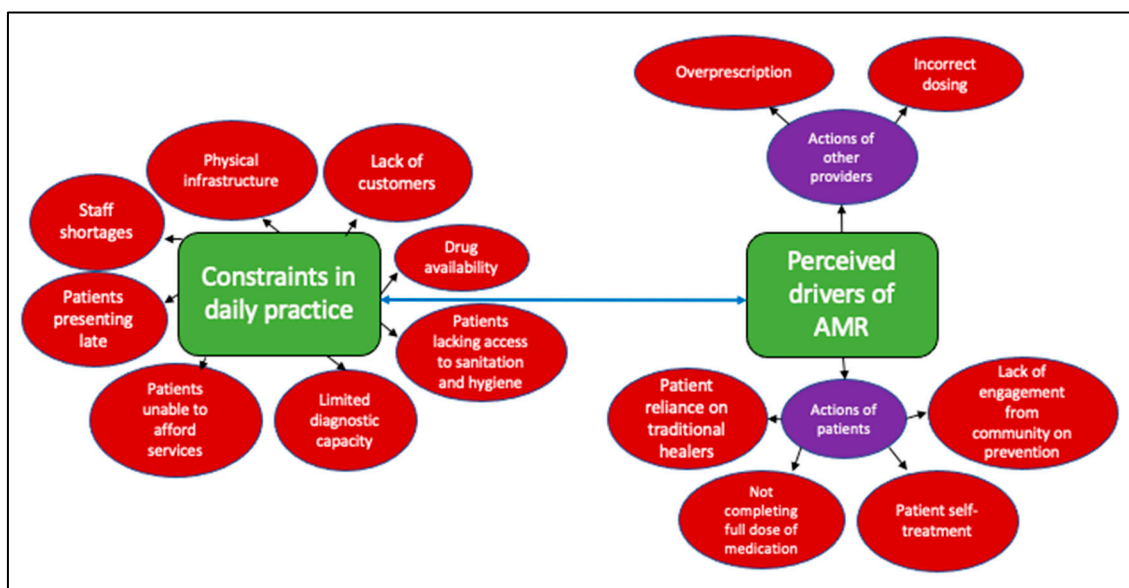 Physical
infrastructure
Lack of
customers
Staff
shortages
Constraints in
daily practice
Drug
availability
Patients
presenting
late
Patients
lacking access
to sanitation
and hygiene
Patients
unable to
afford
services
Limited
diagnostic
capacity
Overprescription
Incorrect
dosing
Actions of
other
providers
Perceived
drivers of
AMR
Patient
reliance on
traditional
healers
Actions of
patients
Lack of
engagement
from
community on
prevention
Not
completing
full dose of
medication
Patient self-
treatment